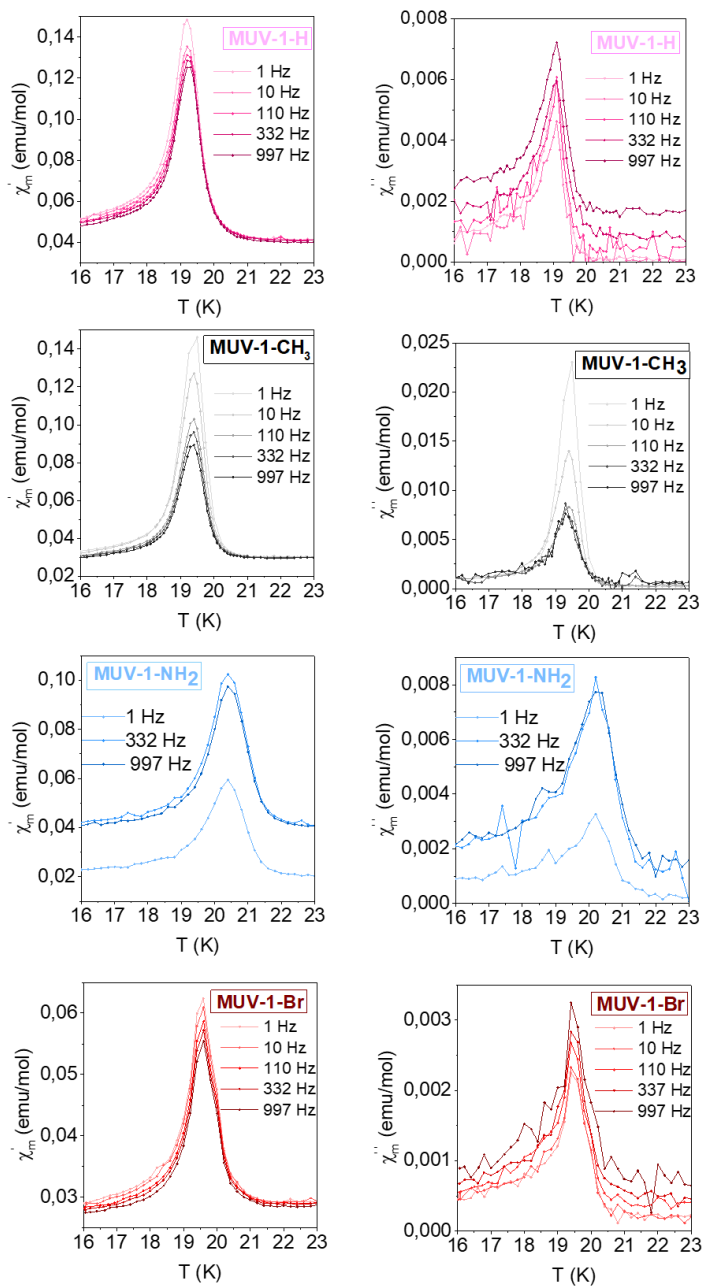 MUV-1-H
1 Hz
10 Hz
110 Hz
332 Hz
997 Hz
0,14
0,12
0,10
0,08
0,06
0,04
χ'm (emu/mol)
16 17 18 19 20 21 22 23
T (K)
MUV-1-H
1 Hz
10 Hz
110 Hz
332 Hz
997 Hz
0,008
0,006
0,004
0,002
0,000
χ''m (emu/mol)
16 17 18 19 20 21 22 23
T (K)
MUV-1-CH3
1 Hz
10 Hz
110 Hz
332 Hz
997 Hz
0,14
0,12
0,10
0,08
0,06
0,04
0,02
χ'm (emu/mol)
16 17 18 19 20 21 22 23
T (K)
MUV-1-CH3
1 Hz
10 Hz
110 Hz
332 Hz
997 Hz
0,025
0,020
0,015
0,010
0,005
0,000
χ''m (emu/mol)
16 17 18 19 20 21 22 23
T (K)
MUV-1-NH2
1 Hz
332 Hz
997 Hz
0,10
0,08
0,06
0,04
0,02
χ'm (emu/mol)
16 17 18 19 20 21 22 23
T (K)
MUV-1-NH2
1 Hz
332 Hz
997 Hz
0,008
0,006
0,004
0,002
0,000
χ''m (emu/mol)
16 17 18 19 20 21 22 23
T (K)
MUV-1-Br
1 Hz
10 Hz
110 Hz
332 Hz
997 Hz
0,06
0,05
0,04
0,03
χ'm (emu/mol)
16 17 18 19 20 21 22 23
T (K)
MUV-1-Br
1 Hz
10 Hz
110 Hz
337 Hz
997 Hz
0,003
0,002
0,001
0,000
χ''m (emu/mol)
16 17 18 19 20 21 22 23
T (K)